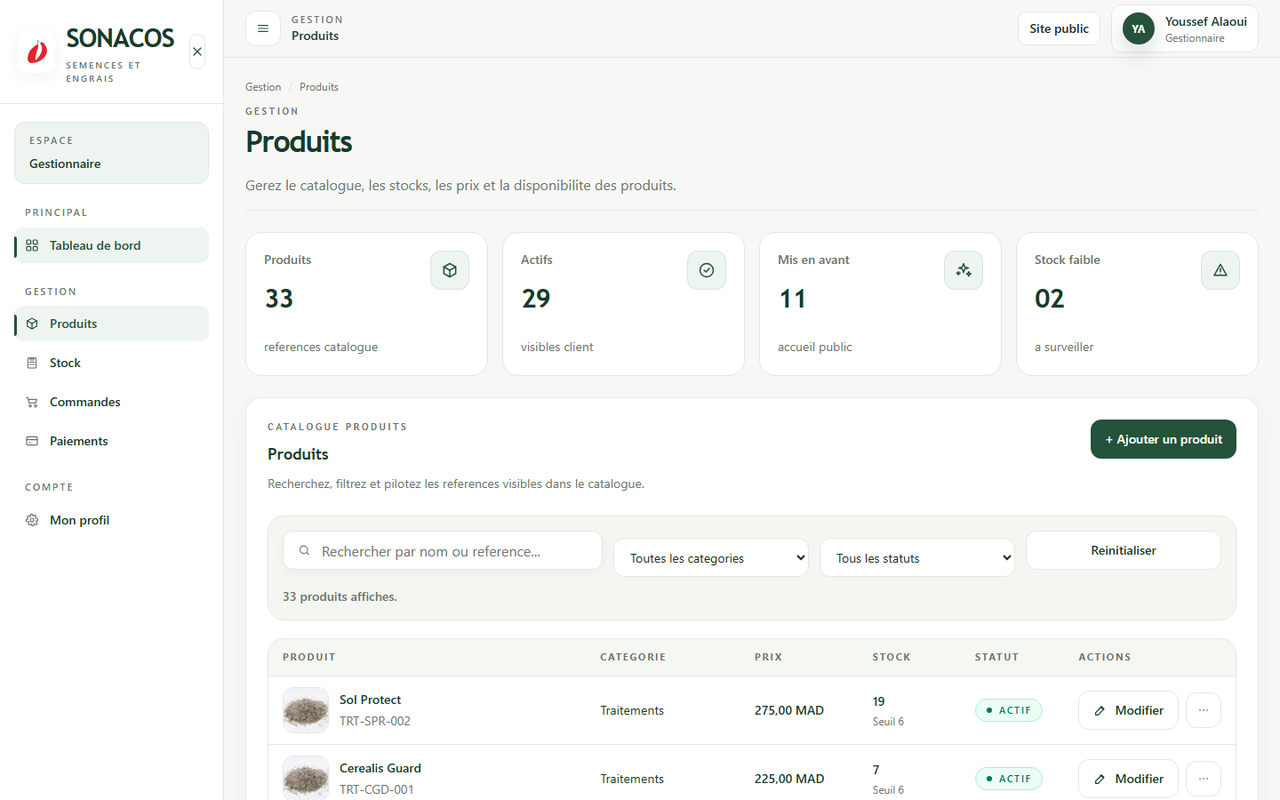 SONACOS
SEMENCES ET
ENGRAIS
ESPACE
Gestionnaire
PRINCIPAL
Tableau de bord
GESTION
Produits
Stock
Commandes
Paiements
COMPTE
Mon profil
GESTION
Produits
Site public
YA
Youssef Alaoui
Gestionnaire
Gestion / Produits
GESTION
Produits
Gerez le catalogue, les stocks, les prix et la disponibilite des produits.
Produits
33
references catalogue
Actifs
29
visibles client
Mis en avant
11
accueil public
Stock faible
02
a surveiller
CATALOGUE PRODUITS
Produits
Recherchez, filtrez et pilotez les references visibles dans le catalogue.
+ Ajouter un produit
Rechercher par nom ou reference...
Toutes les categories
Tous les statuts
Reinitialiser
33 produits affiches.
PRODUIT CATEGORIE PRIX STOCK STATUT ACTIONS
Sol Protect
TRT-SPR-002
Traitements
275,00 MAD
19
Seuil 6
ACTIF
Modifier
...
Cerealis Guard
TRT-CGD-001
Traitements
225,00 MAD
7
Seuil 6
ACTIF
Modifier
...